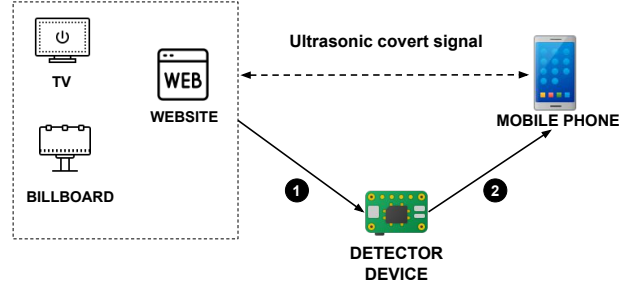 Ultrasonic covert signal
TV
WEB
WEBSITE
MOBILE PHONE
BILLBOARD
1
2
DETECTOR
DEVICE